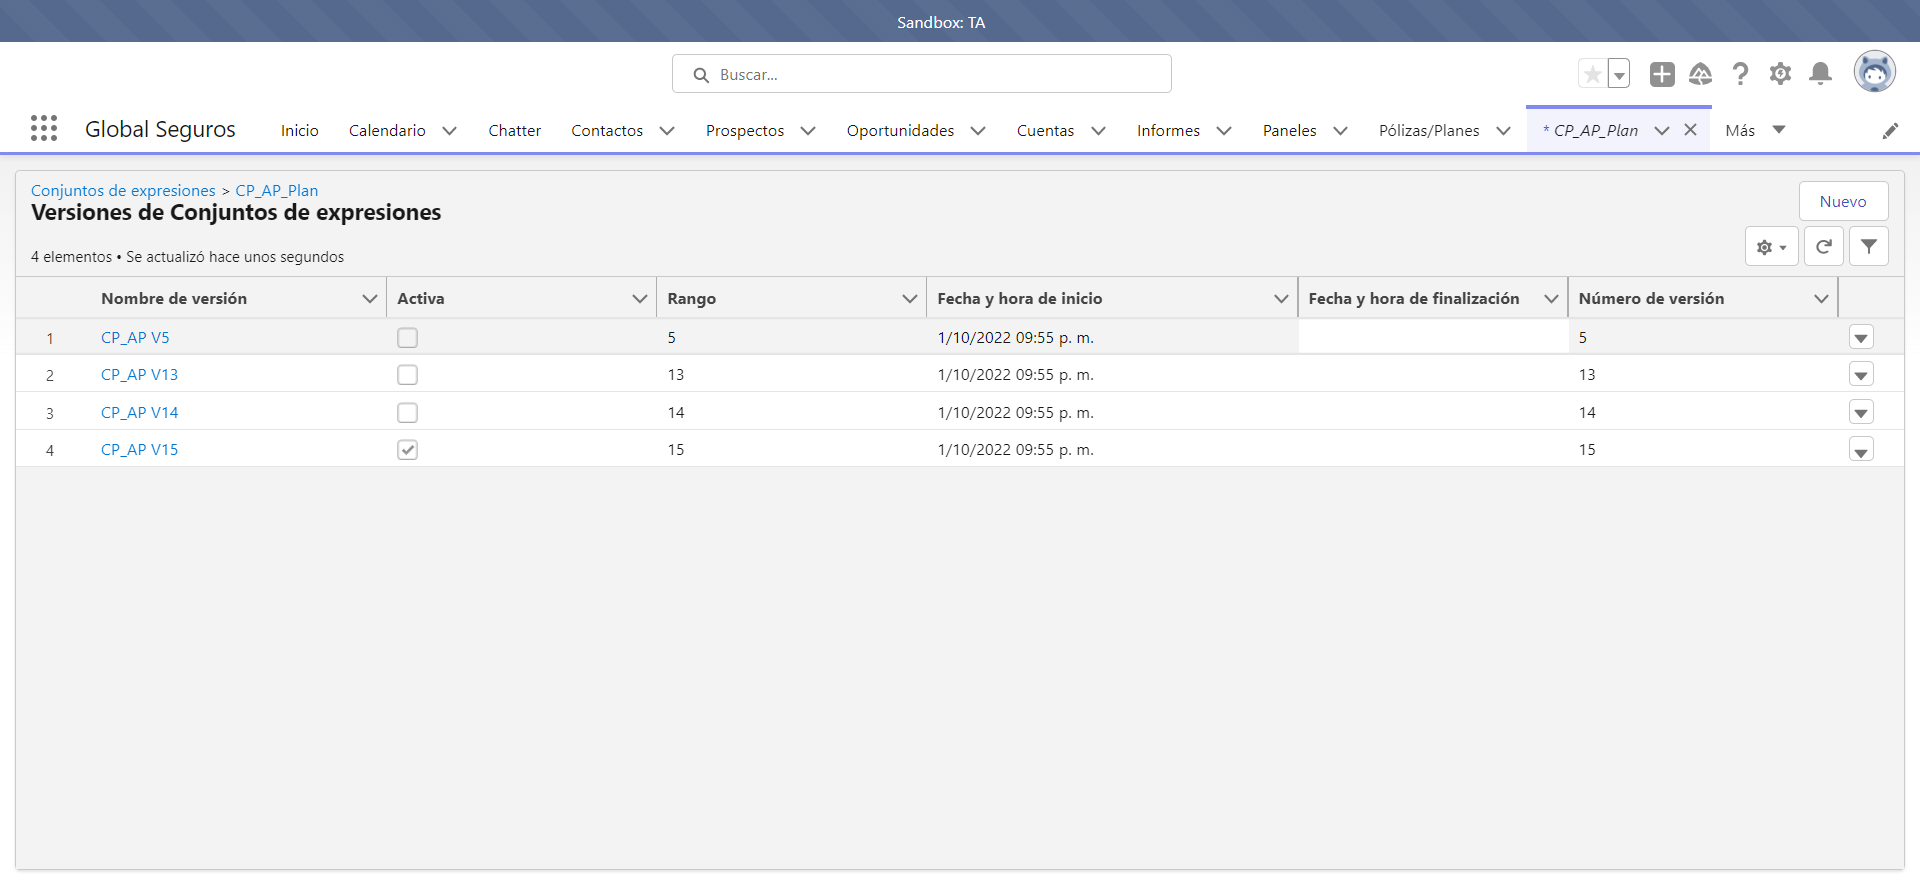 Sandbox: TA
Buscar...
Global Seguros Inicio Calendario Chatter Contactos Prospectos Oportunidades Cuentas Informes Paneles Pólizas/Planes * CP_AP_Plan Más
Conjuntos de expresiones > CP_AP_Plan
Versiones de Conjuntos de expresiones
Nuevo
4 elementos • Se actualizó hace unos segundos
Nombre de versión Activa Rango Fecha y hora de inicio Fecha y hora de finalización Número de versión
1 CP_AP V5 5 1/10/2022 09:55 p. m. 5
2 CP_AP V13 13 1/10/2022 09:55 p. m. 13
3 CP_AP V14 14 1/10/2022 09:55 p. m. 14
4 CP_AP V15 15 1/10/2022 09:55 p. m. 15